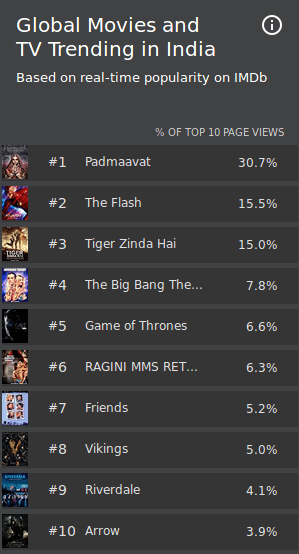 Global Movies and
TV Trending in India
Based on real-time popularity on IMDb
% OF TOP 10 PAGE VIEWS
#1 Padmaavat 30.7%
#2 The Flash 15.5%
#3 Tiger Zinda Hai 15.0%
#4 The Big Bang The... 7.8%
#5 Game of Thrones 6.6%
#6 RAGINI MMS RET... 6.3%
#7 Friends 5.2%
#8 Vikings 5.0%
#9 Riverdale 4.1%
#10 Arrow 3.9%